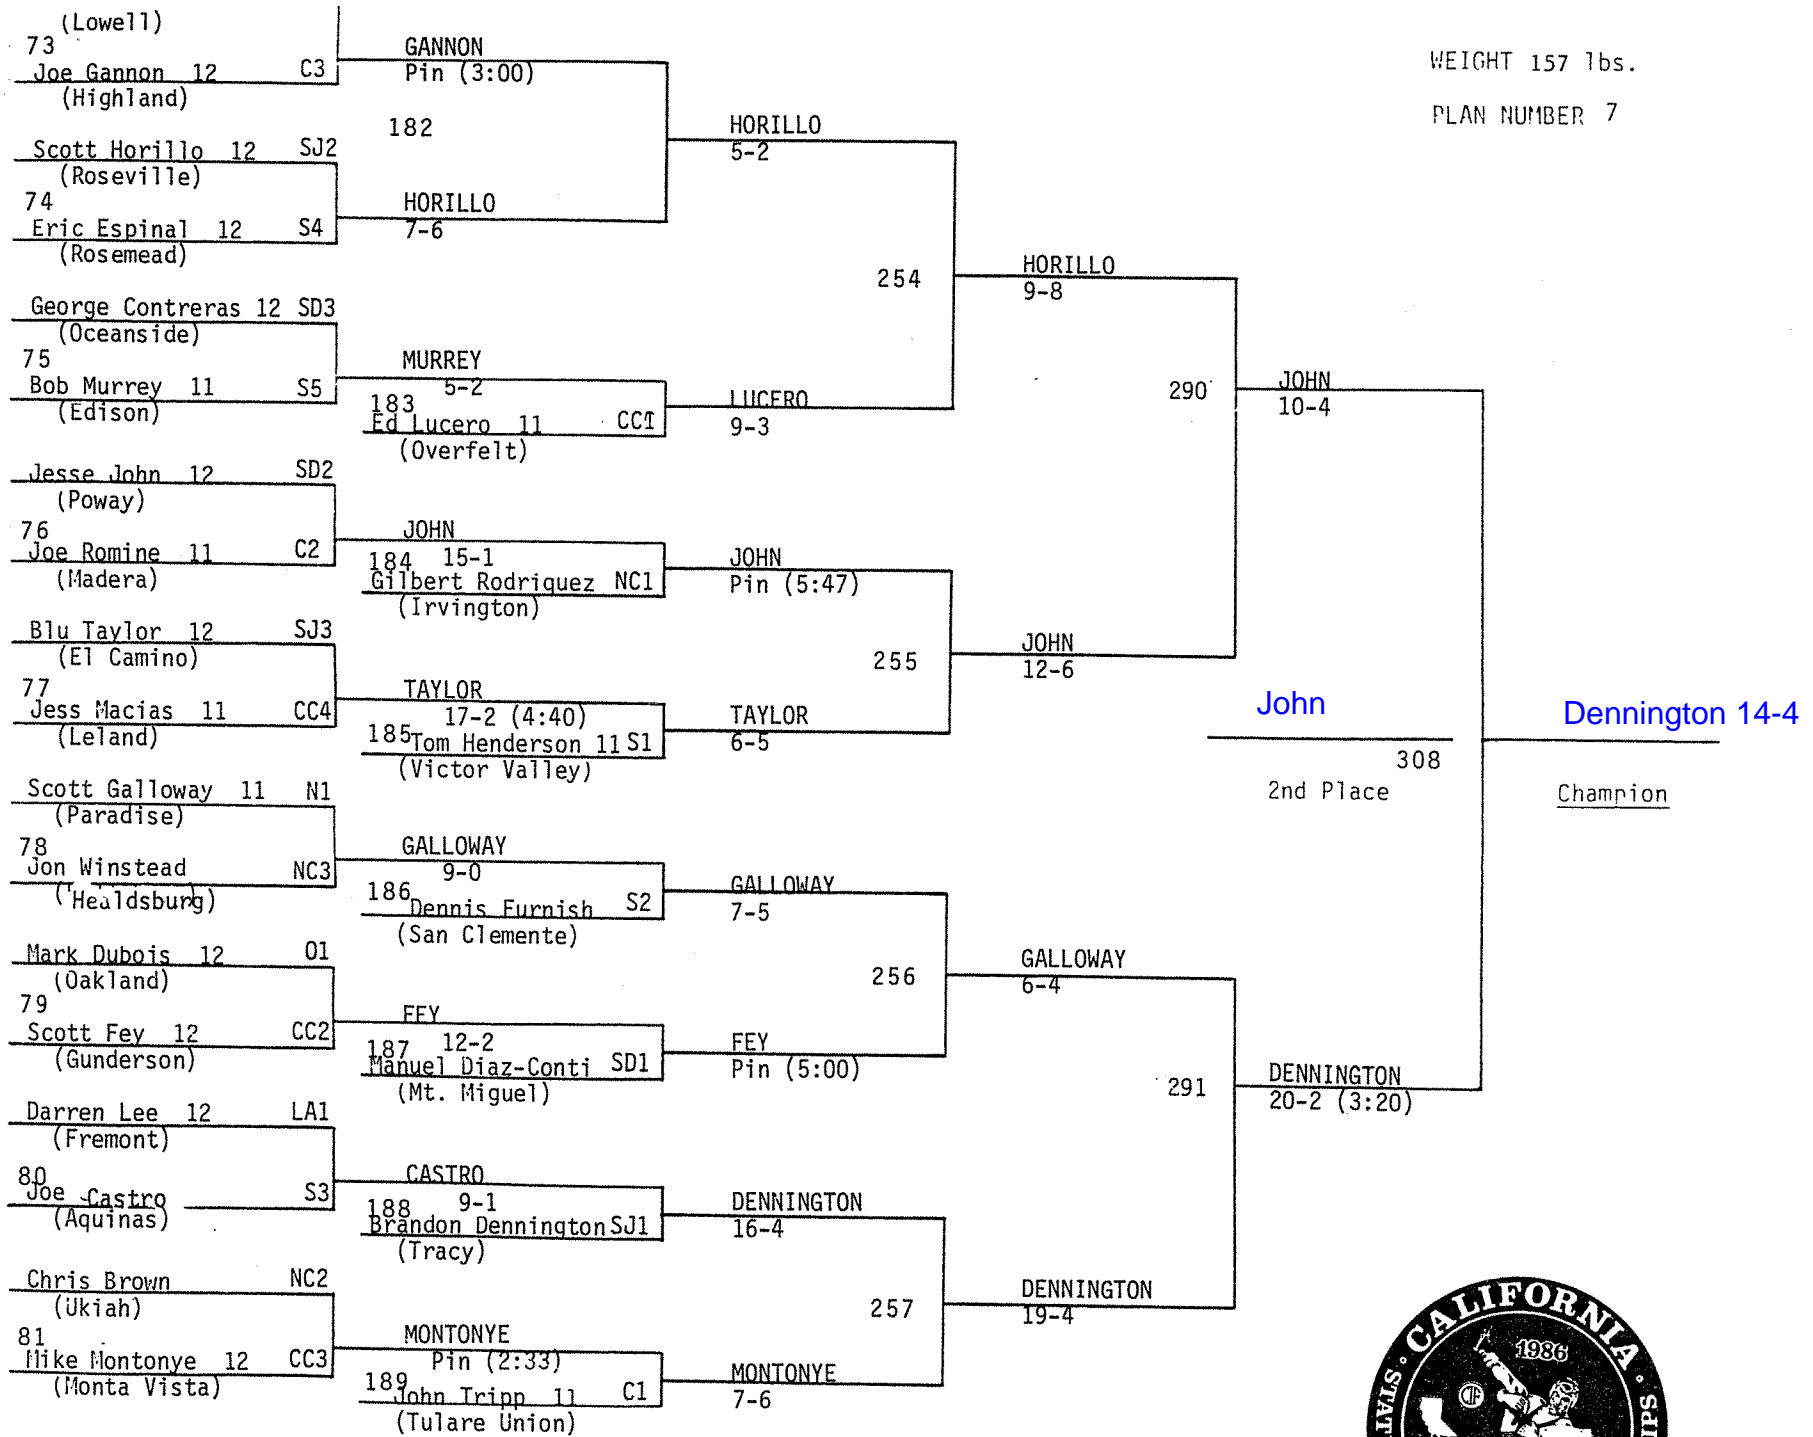 (Lowell)
73
Joe Gannon 12 C3
(Highland)
Scott Horillo 12 SJ2
(Roseville)
74
Eric Espinal 12 S4
(Rosemead)
George Contreras 12 SD3
(Oceanside)
75
Bob Murrey 11 S5
(Edison)
Jesse John 12 SD2
(Poway)
76
Joe Romine 11 C2
(Madera)
Blu Taylor 12 SJ3
(El Camino)
77
Jess Macias 11 CC4
(Leland)
Scott Galloway 11 N1
(Paradise)
78
Jon Winstead NC3
(Healdsburg)
Mark Dubois 12 O1
(Oakland)
79
Scott Fey 12 CC2
(Gunderson)
Darren Lee 12 LA1
(Fremont)
80
Joe Castro S3
(Aquinas)
Chris Brown NC2
(Ukiah)
81
Mike Montonye 12 CC3
(Monta Vista)
GANNON
Pin (3:00)
182
HORILLO
7-6
MURREY
5-2
183
Ed Lucero 11 CC1
(Overfelt)
JOHN
15-1
184
Gilbert Rodriquez NC1
(Irvington)
TAYLOR
17-2 (4:40)
185
Tom Henderson 11 S1
(Victor Valley)
GALLOWAY
9-0
186
Dennis Furnish S2
(San Clemente)
FEY
12-2
187
Manuel Diaz-Conti SD1
(Mt. Miguel)
CASTRO
9-1
188
Brandon Dennington SJ1
(Tracy)
MONTONYE
Pin (2:33)
189
John Tripp 11 C1
(Tulare Union)
HORILLO
5-2
254
LUCERO
9-3
JOHN
Pin (5:47)
255
TAYLOR
6-5
GALLOWAY
7-5
256
FEY
Pin (5:00)
DENNINGTON
16-4
257
MONTONYE
7-6
HORILLO
9-8
290
JOHN
12-6
GALLOWAY
6-4
291
DENNINGTON
19-4
JOHN
10-4
DENNINGTON
20-2 (3:20)
WEIGHT 157 lbs.
PLAN NUMBER 7
John
308
2nd Place
Dennington 14-4
Champion
CALIFORNIA
1986